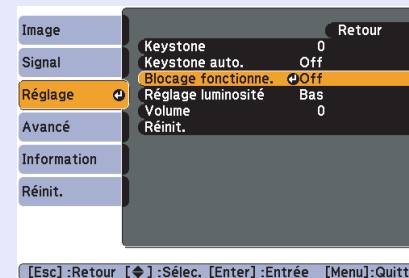 Image
Signal
Réglage
Avancé
Information
Réinit.
Retour
Keystone 0
Keystone auto. Off
Blocage fonctionne. Off
Réglage luminosité Bas
Volume 0
Réinit.
[Esc] :Retour [ ] :Sélec. [Enter] :Entrée [Menu]:Quitt